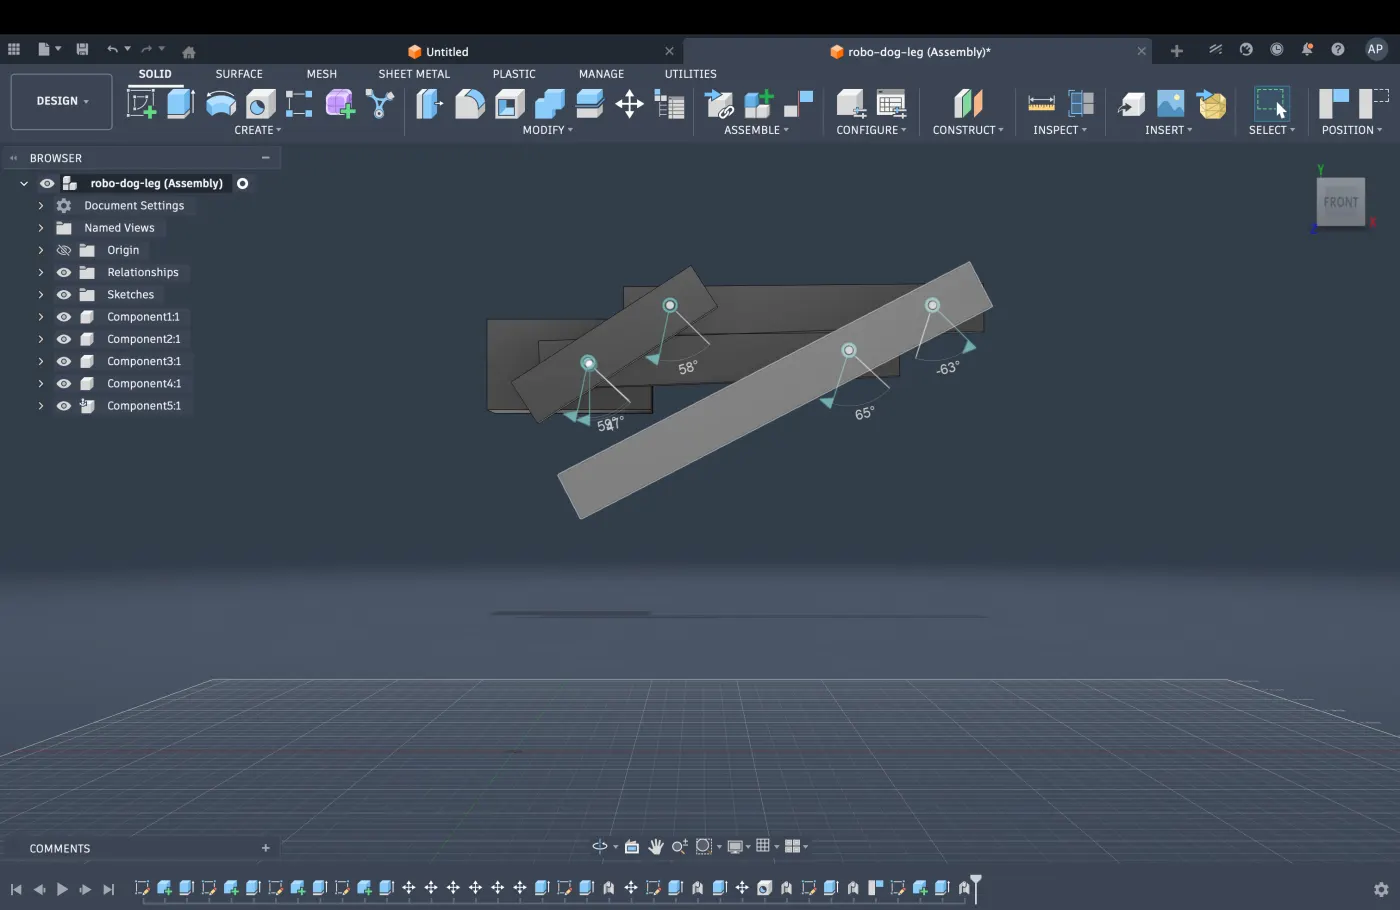 Untitled
robo-dog-leg (Assembly)*
AP
DESIGN
SOLID SURFACE MESH SHEET METAL PLASTIC MANAGE UTILITIES
CREATE MODIFY ASSEMBLE CONFIGURE CONSTRUCT INSPECT INSERT SELECT POSITION
BROWSER
robo-dog-leg (Assembly)
Document Settings
Named Views
Origin
Relationships
Sketches
Component1:1
Component2:1
Component3:1
Component4:1
Component5:1
Y
FRONT
X
Z
58°
-63°
65°
COMMENTS